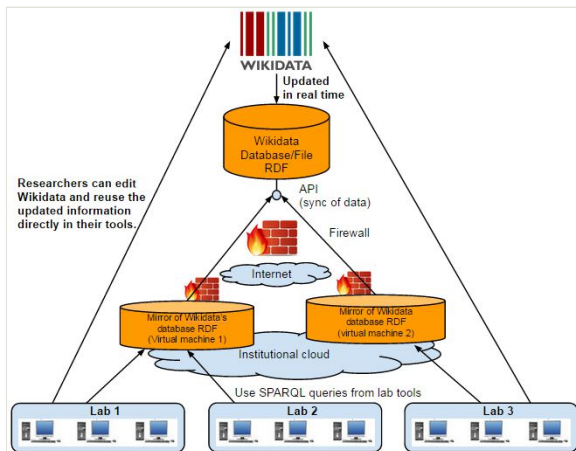 WIKIDATA
Updated
in real time
Wikidata
Database/File
RDF
Researchers can edit
Wikidata and reuse the
updated information
directly in their tools.
API
(sync of data)
Firewall
Internet
Mirror of Wikidata's
database RDF
(Virtual machine 1)
Mirror of Wikidata
database RDF
(virtual machine 2)
Institutional cloud
Use SPARQL queries from lab tools
Lab 1
Lab 2
Lab 3